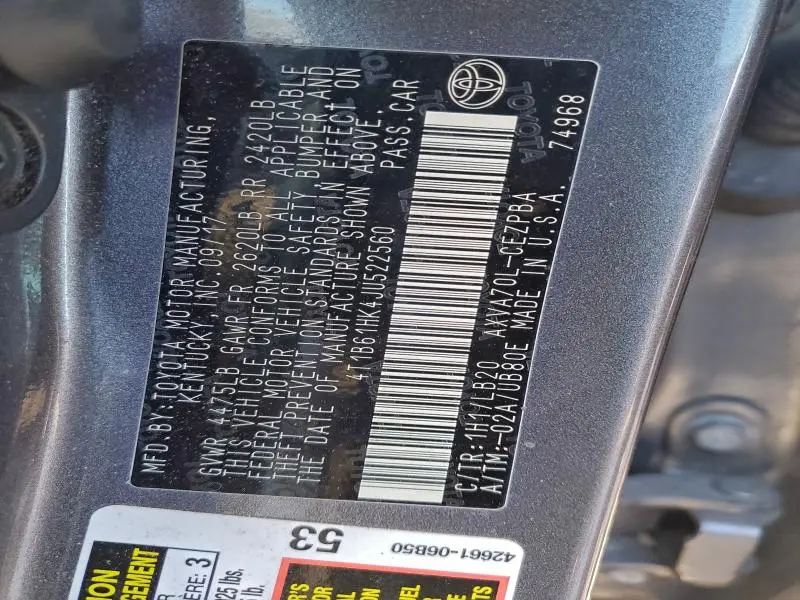 MFD.BY:TOYOTA MOTOR MANUFACTURING,
KENTUCKY,INC.09/17
GVWR 4475LB GAWR FR 2620LB RR 2420LB
THIS VEHICLE CONFORMS TO ALL APPLICABLE
FEDERAL MOTOR VEHICLE SAFETY, BUMPER,AND
THEFT PREVENTION STANDARDS IN EFFECT ON
THE DATE OF MANUFACTURE SHOWN ABOVE.
4T1B61HK4JU522560 PASS.CAR
TOYOTA
C/TR:1H1/LB20 AXVA70L-CEZPBA
A/TM:-02A/UB80E MADE IN U.S.A. 74968
53
42661-06B50
3